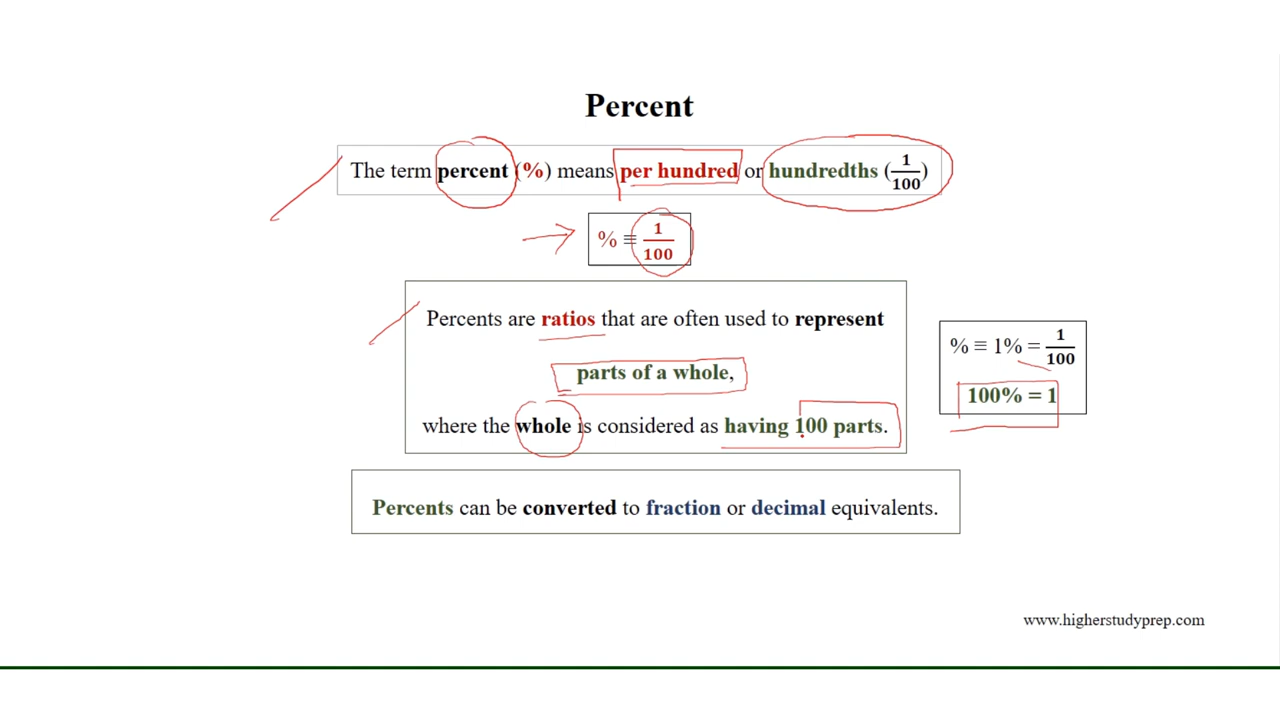 Percent
The term percent (%) means per hundred or hundredths (1/100)
% ≡ 1/100
Percents are ratios that are often used to represent
parts of a whole,
where the whole is considered as having 100 parts.
% ≡ 1% = 1/100
100% = 1
Percents can be converted to fraction or decimal equivalents.
www.higherstudyprep.com